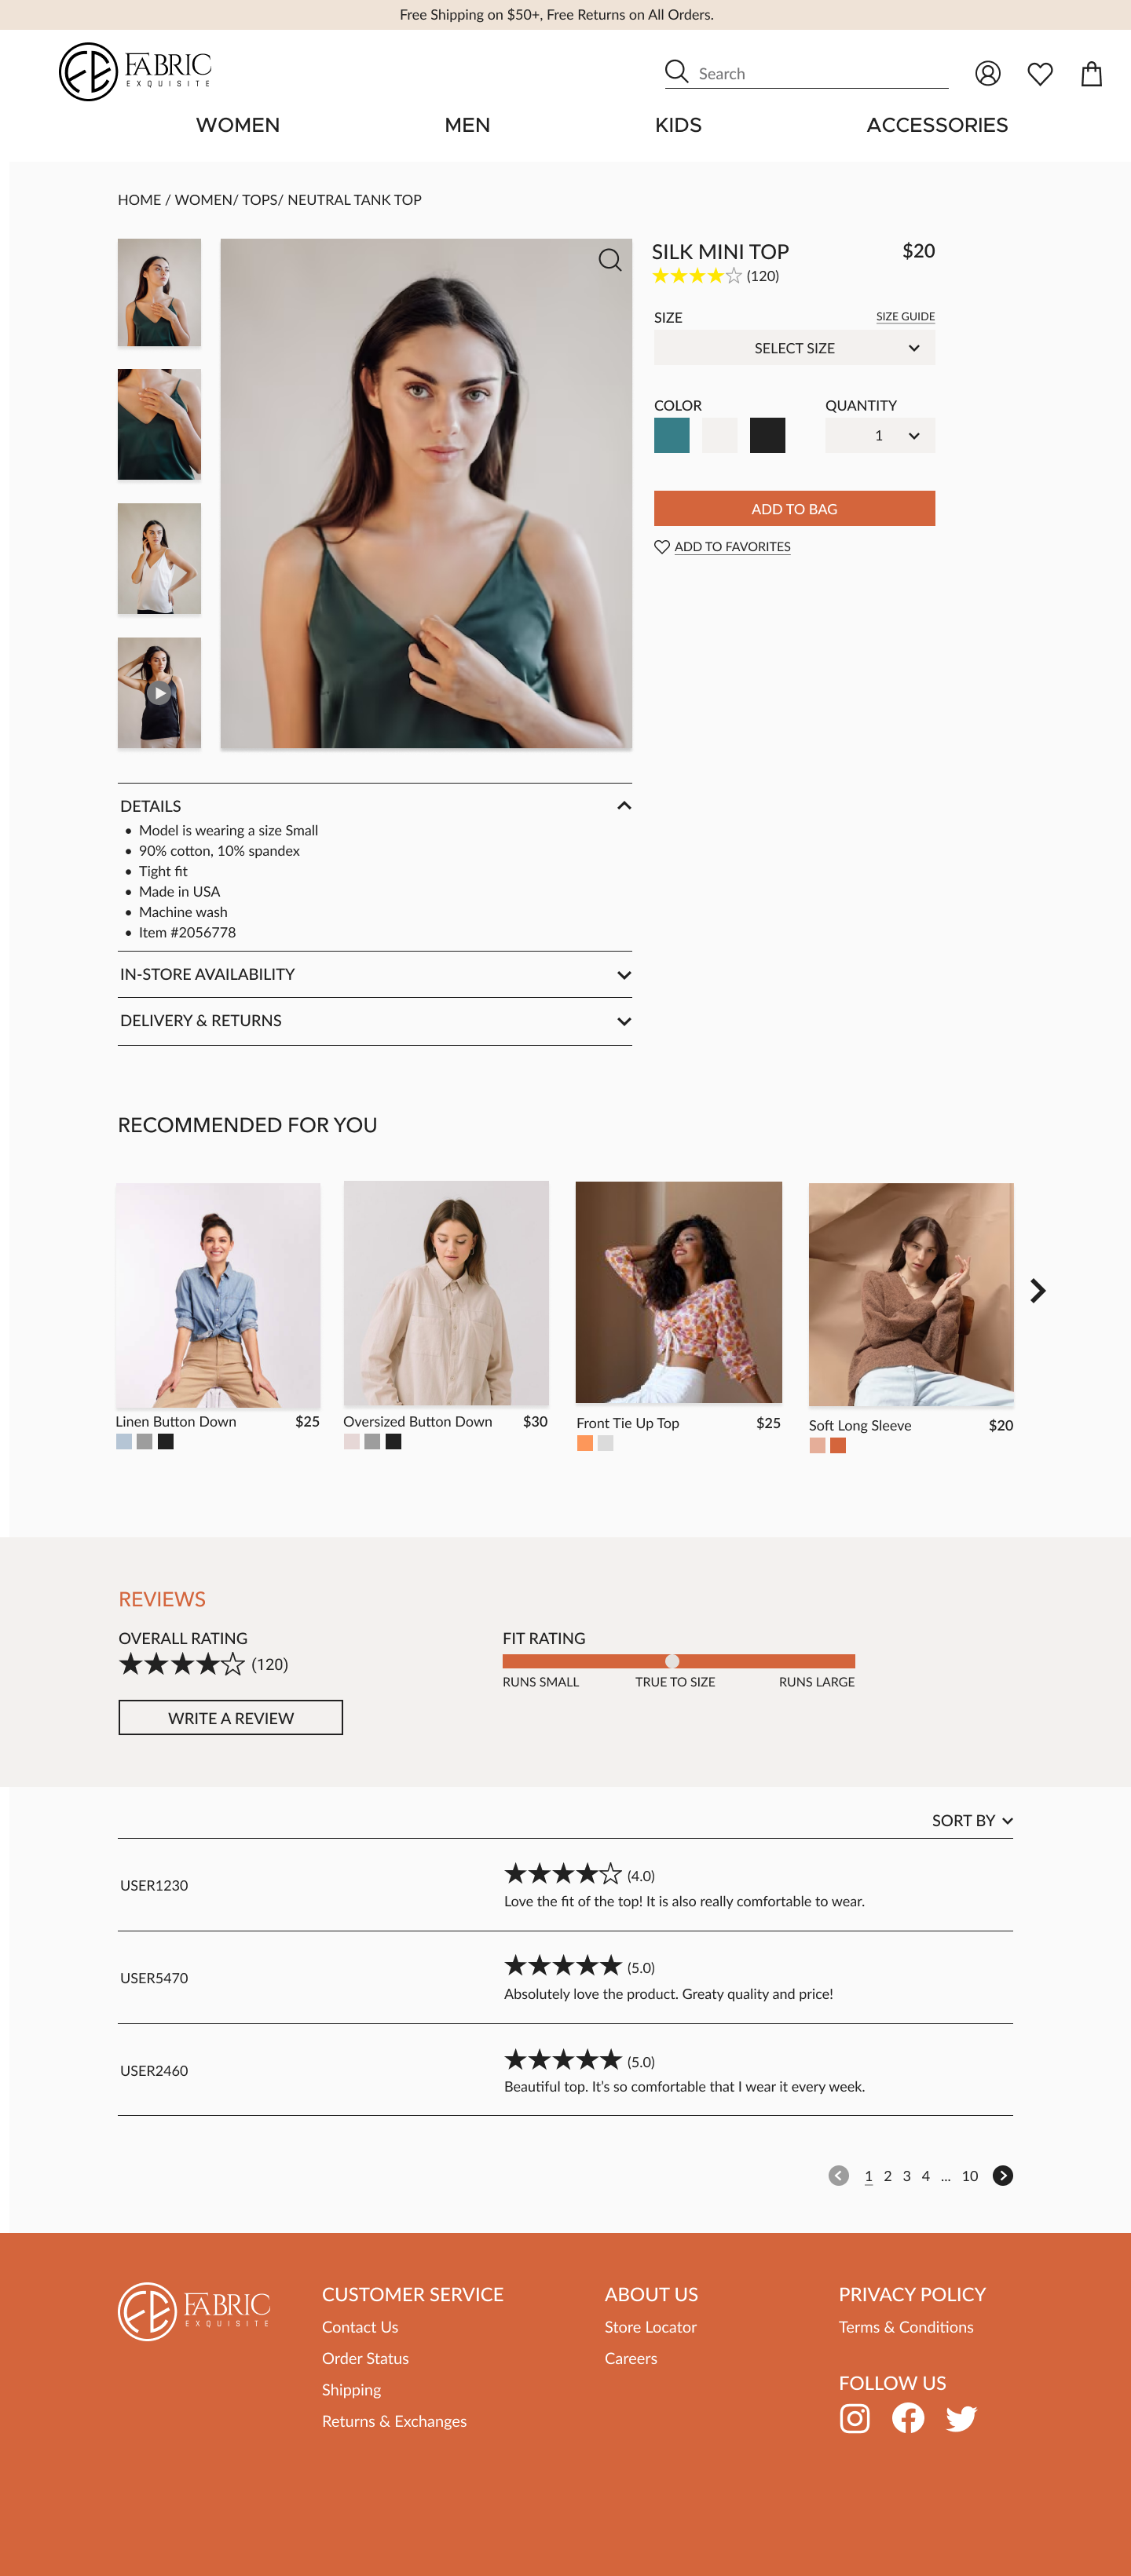 Free Shipping on $50+, Free Returns on All Orders.
FABRIC
EXQUISITE
Search
WOMEN MEN KIDS ACCESSORIES
HOME / WOMEN/ TOPS/ NEUTRAL TANK TOP
SILK MINI TOP $20
(120)
SIZE SIZE GUIDE
SELECT SIZE
COLOR QUANTITY
1
ADD TO BAG
ADD TO FAVORITES
DETAILS
• Model is wearing a size Small
• 90% cotton, 10% spandex
• Tight fit
• Made in USA
• Machine wash
• Item #2056778
IN-STORE AVAILABILITY
DELIVERY & RETURNS
RECOMMENDED FOR YOU
Linen Button Down $25
Oversized Button Down $30
Front Tie Up Top $25
Soft Long Sleeve $20
REVIEWS
OVERALL RATING
(120)
WRITE A REVIEW
FIT RATING
RUNS SMALL TRUE TO SIZE RUNS LARGE
SORT BY
USER1230
(4.0)
Love the fit of the top! It is also really comfortable to wear.
USER5470
(5.0)
Absolutely love the product. Greaty quality and price!
USER2460
(5.0)
Beautiful top. It’s so comfortable that I wear it every week.
1 2 3 4 ... 10
FABRIC
EXQUISITE
CUSTOMER SERVICE
Contact Us
Order Status
Shipping
Returns & Exchanges
ABOUT US
Store Locator
Careers
PRIVACY POLICY
Terms & Conditions
FOLLOW US